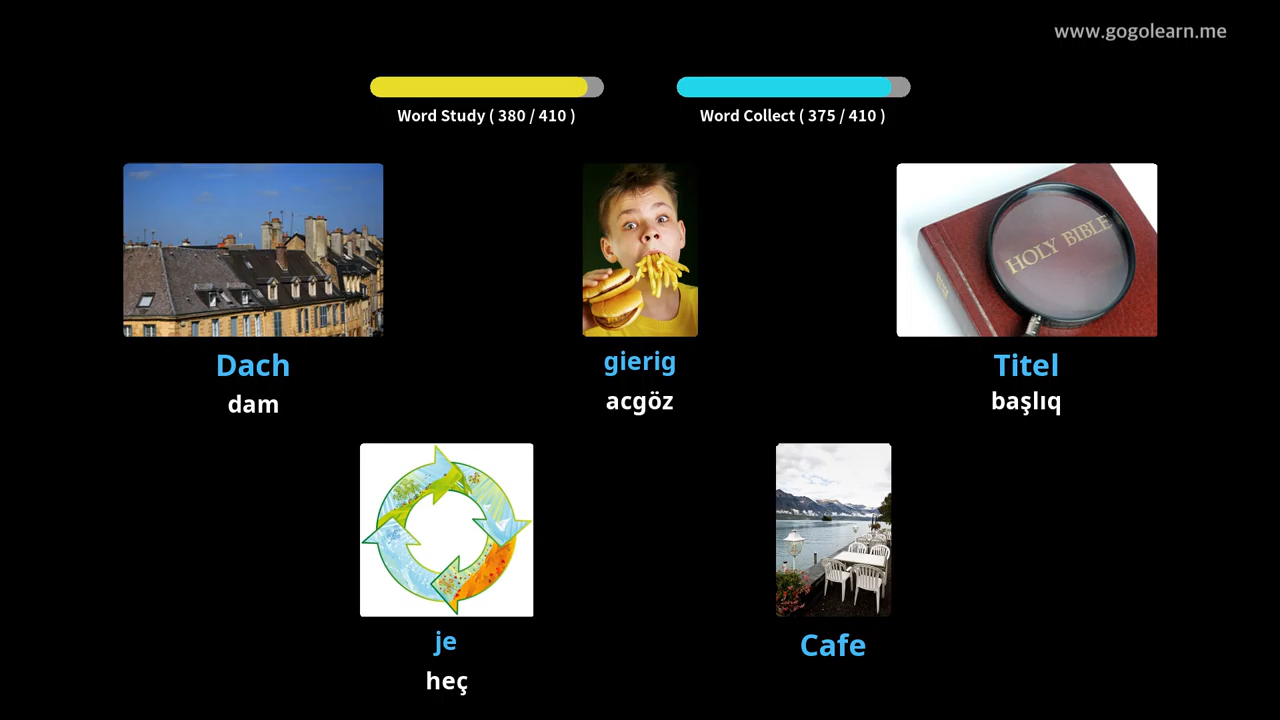 www.gogolearn.me
Word Study ( 380 / 410 )
Word Collect ( 375 / 410 )
HOLY BIBLE
Dach
gierig
Titel
dam
acgöz
başlıq
je
Cafe
heç